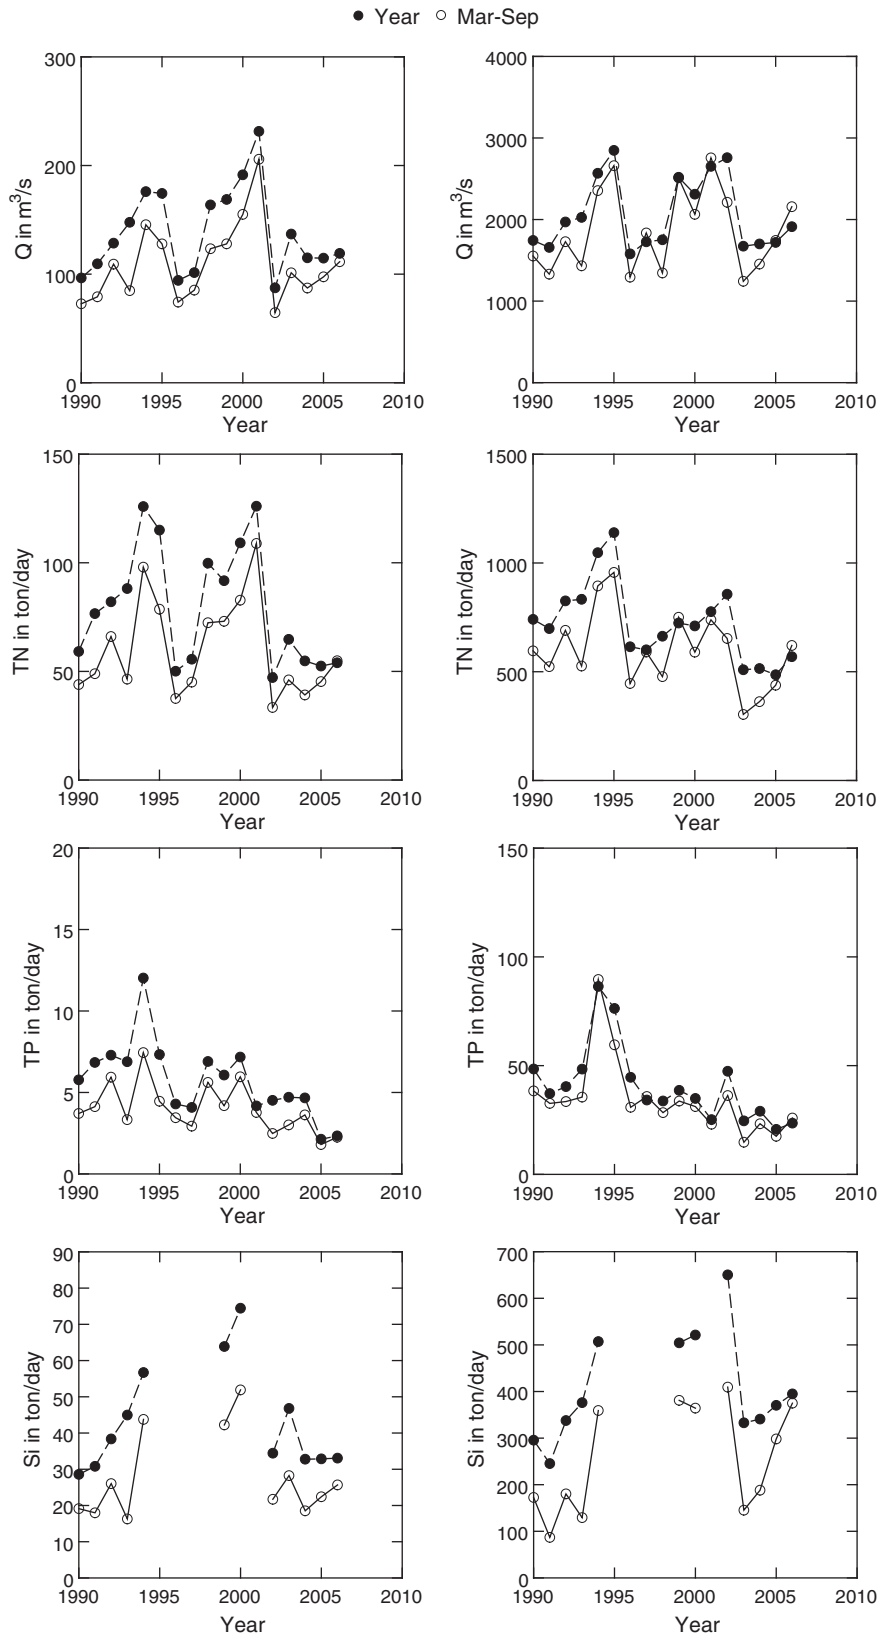 ● Year ○ Mar-Sep
300
200
100
0
Q in m³/s
1990 1995 2000 2005 2010
Year
4000
3000
2000
1000
0
Q in m³/s
1990 1995 2000 2005 2010
Year
150
100
50
0
TN in ton/day
1990 1995 2000 2005 2010
Year
1500
1000
500
0
TN in ton/day
1990 1995 2000 2005 2010
Year
20
15
10
5
0
TP in ton/day
1990 1995 2000 2005 2010
Year
150
100
50
0
TP in ton/day
1990 1995 2000 2005 2010
Year
90
80
70
60
50
40
30
20
10
0
Si in ton/day
1990 1995 2000 2005 2010
Year
700
600
500
400
300
200
100
0
Si in ton/day
1990 1995 2000 2005 2010
Year